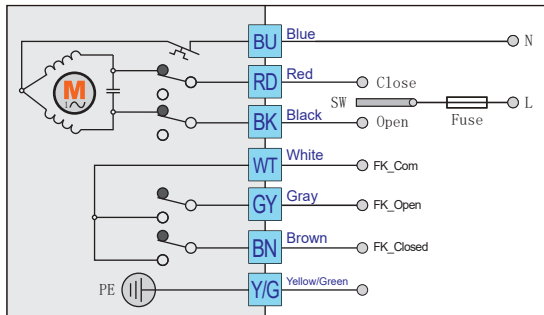 BU Blue N
M
1
RD Red Close
SW L
BK Black Open Fuse
WT White FK_Com
GY Gray FK_Open
BN Brown FK_Closed
PE Y/G Yellow/Green